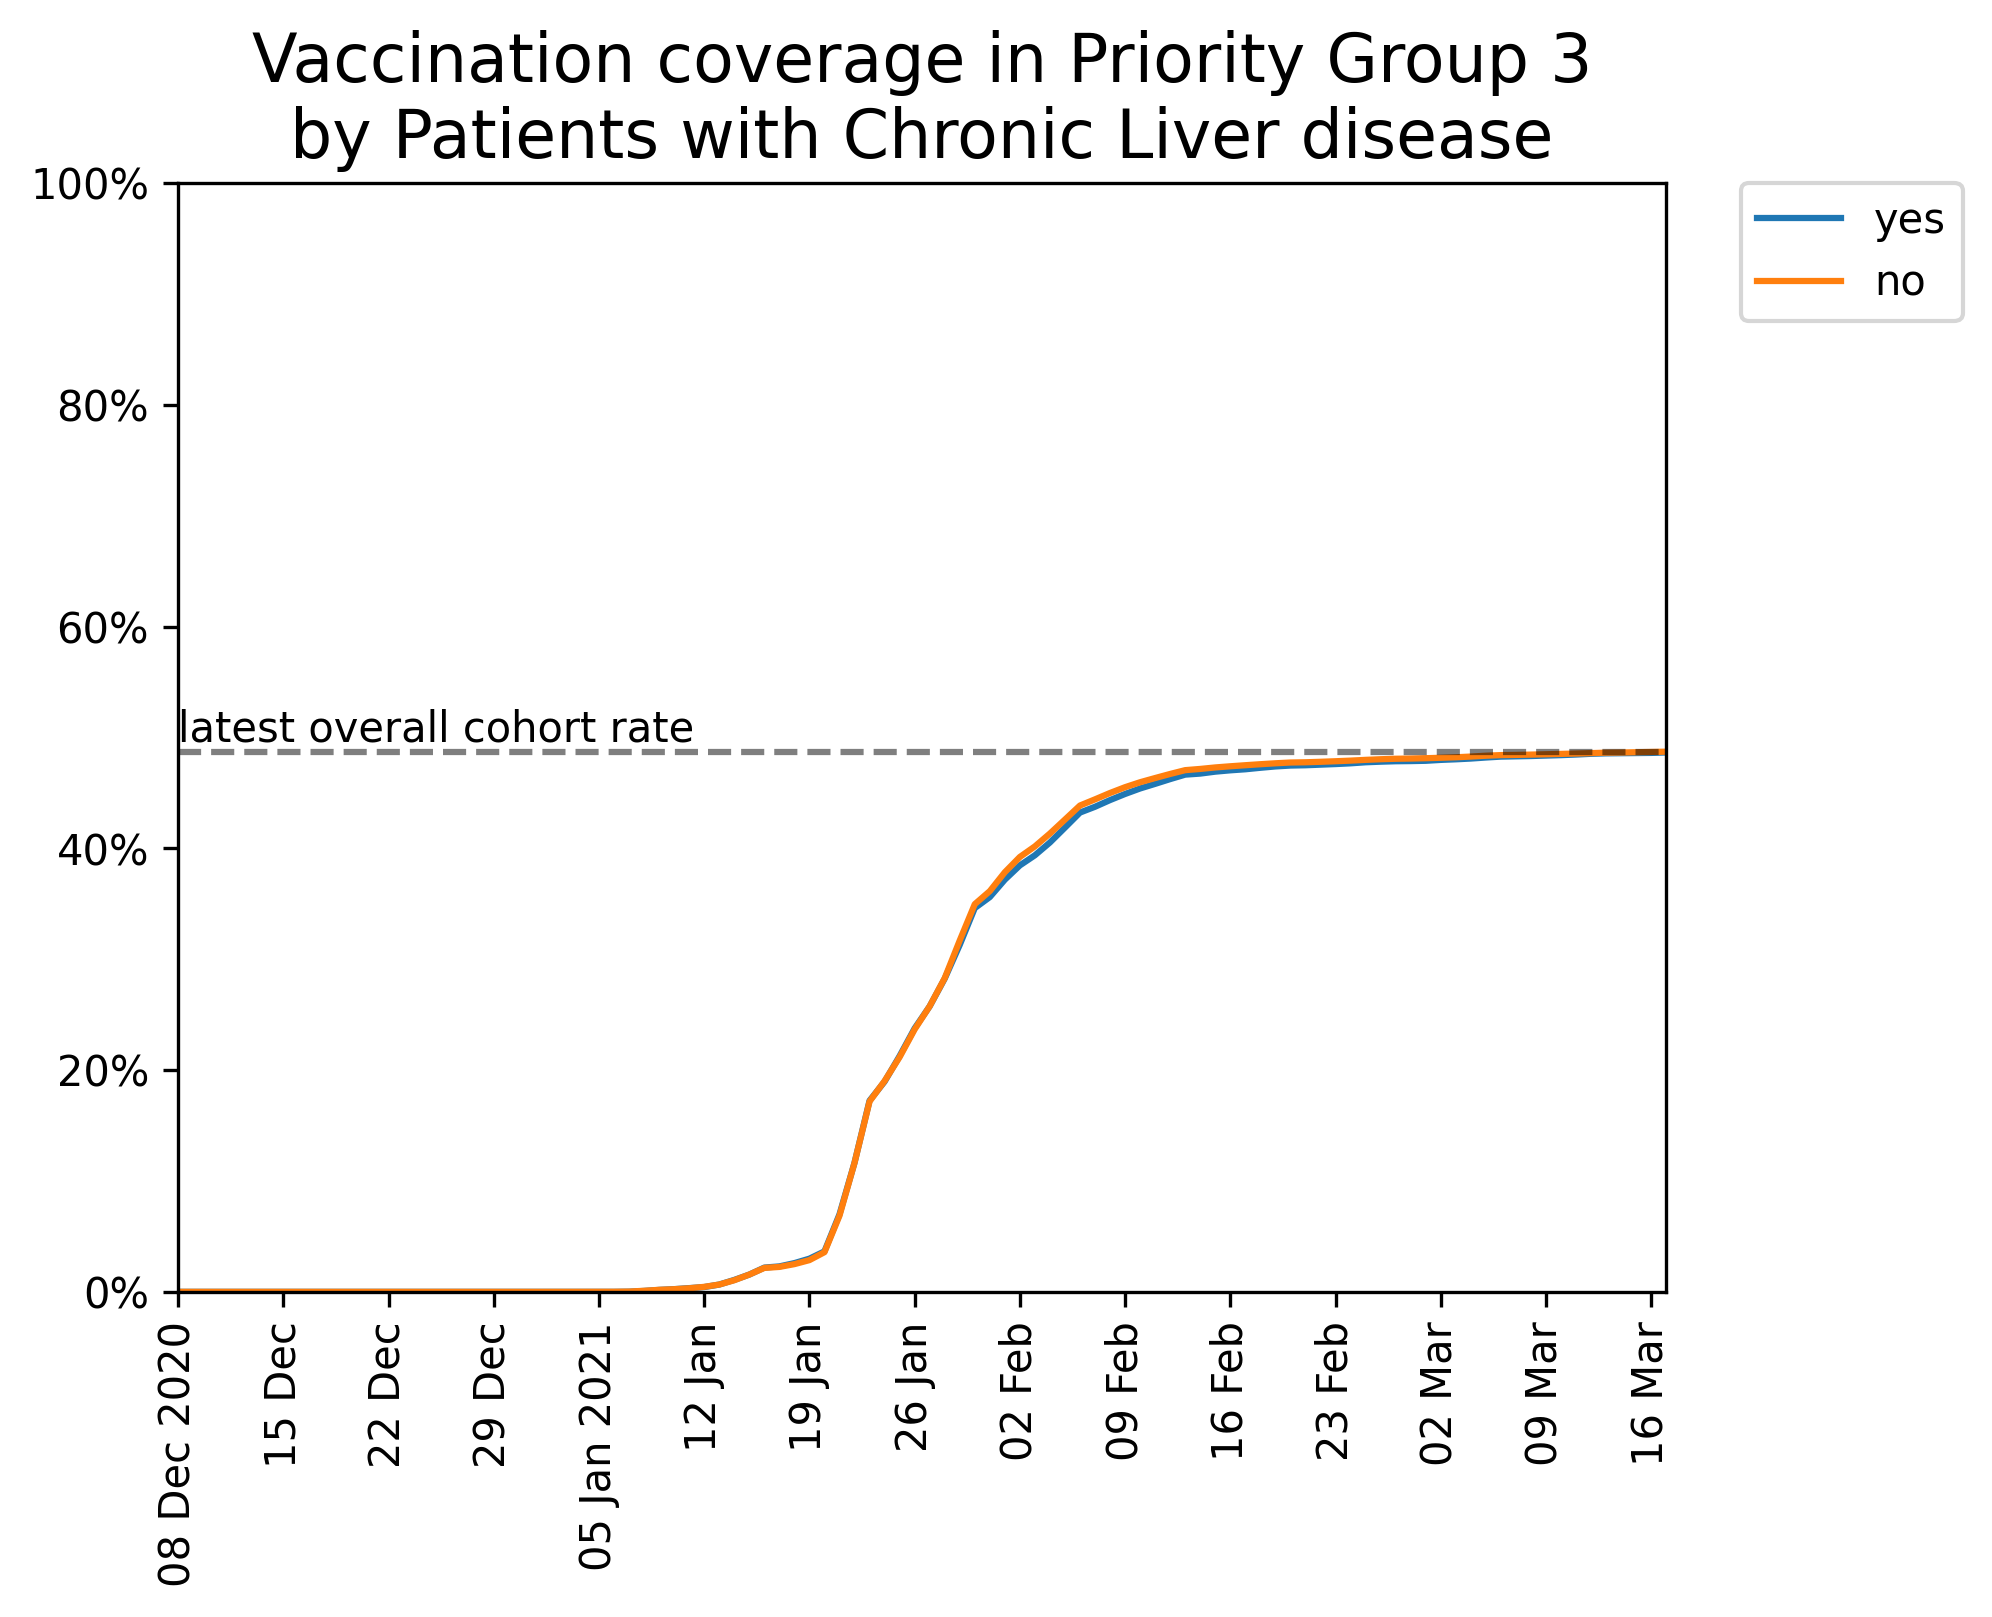 Vaccination coverage in Priority Group 3
by Patients with Chronic Liver disease
100%
80%
60%
40%
20%
0%
latest overall cohort rate
yes
no
08 Dec 2020
15 Dec
22 Dec
29 Dec
05 Jan 2021
12 Jan
19 Jan
26 Jan
02 Feb
09 Feb
16 Feb
23 Feb
02 Mar
09 Mar
16 Mar